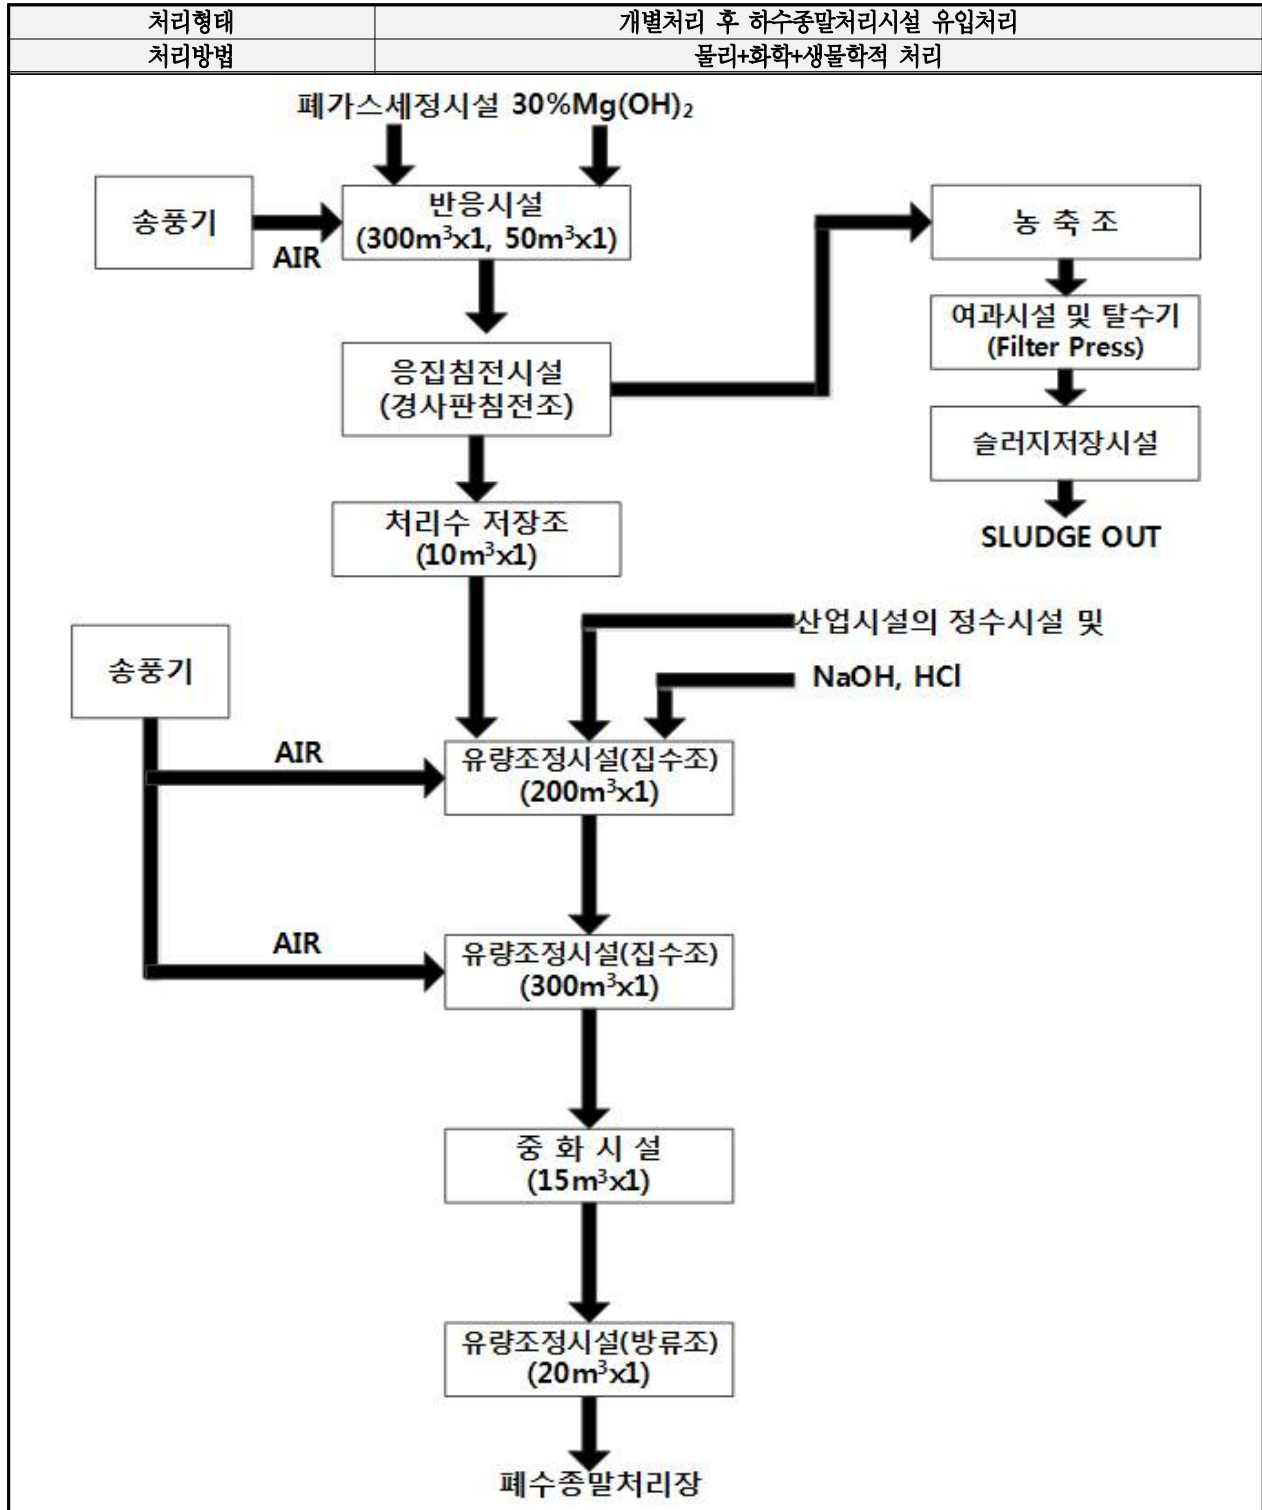 처리형태 개별처리 후 하수종말처리시설 유입처리
처리방법 물리+화학+생물학적 처리
폐가스세정시설 30%Mg(OH)₂
송풍기
AIR
반응시설
(300m³x1, 50m³x1)
농 축 조
여과시설 및 탈수기
(Filter Press)
응집침전시설
(경사판침전조)
슬러지저장시설
SLUDGE OUT
처리수 저장조
(10m³x1)
산업시설의 정수시설 및
NaOH, HCl
송풍기
AIR
유량조정시설(집수조)
(200m³x1)
AIR
유량조정시설(집수조)
(300m³x1)
중 화 시 설
(15m³x1)
유량조정시설(방류조)
(20m³x1)
폐수종말처리장